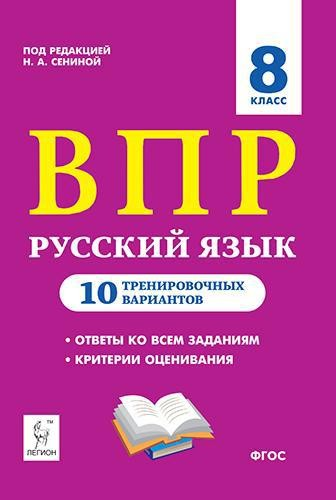 ПОД РЕДАКЦИЕЙ
Н. А. СЕНИНОЙ
8
КЛАСС
ВПР
РУССКИЙ ЯЗЫК
10 ТРЕНИРОВОЧНЫХ
ВАРИАНТОВ
• ОТВЕТЫ КО ВСЕМ ЗАДАНИЯМ
• КРИТЕРИИ ОЦЕНИВАНИЯ
TM
ЛЕГИОН
ФГОС